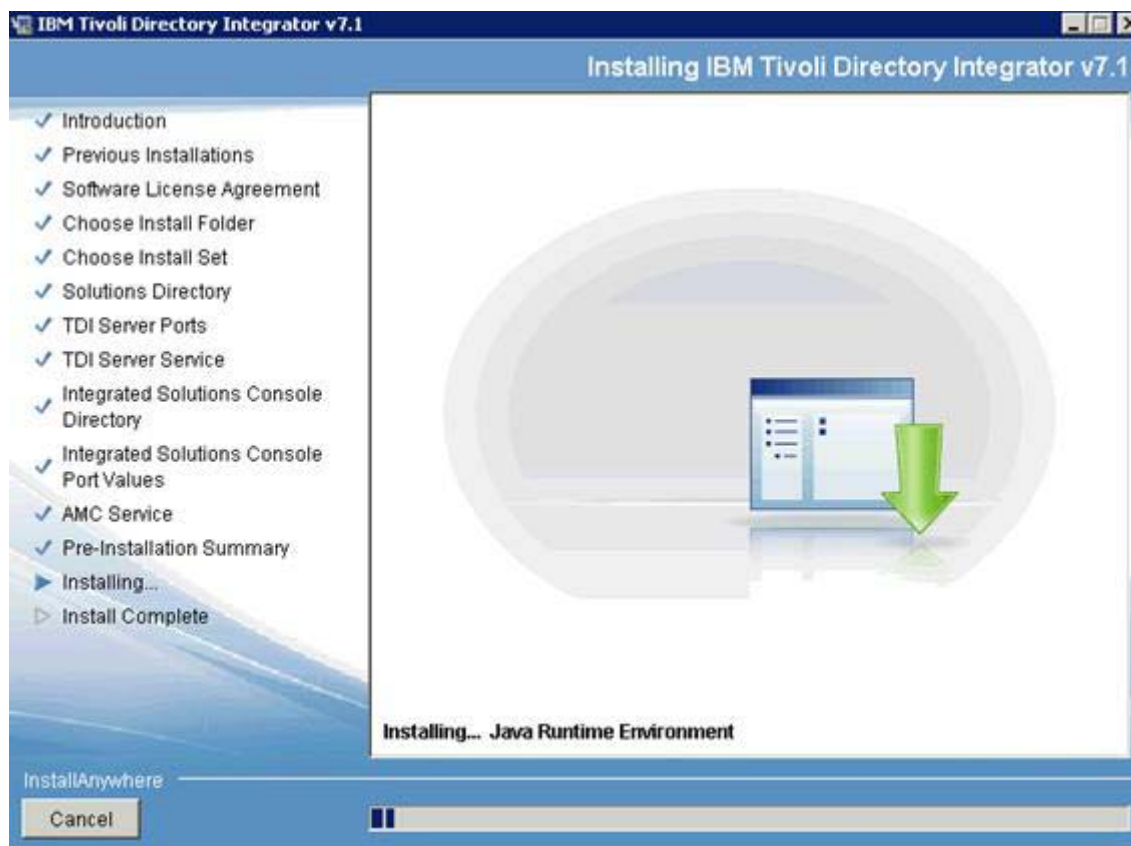 IBM Tivoli Directory Integrator v7.1
Installing IBM Tivoli Directory Integrator v7.1
Introduction
Previous Installations
Software License Agreement
Choose Install Folder
Choose Install Set
Solutions Directory
TDI Server Ports
TDI Server Service
Integrated Solutions Console
Directory
Integrated Solutions Console
Port Values
AMC Service
Pre-Installation Summary
Installing...
Install Complete
Installing... Java Runtime Environment
InstallAnywhere
Cancel